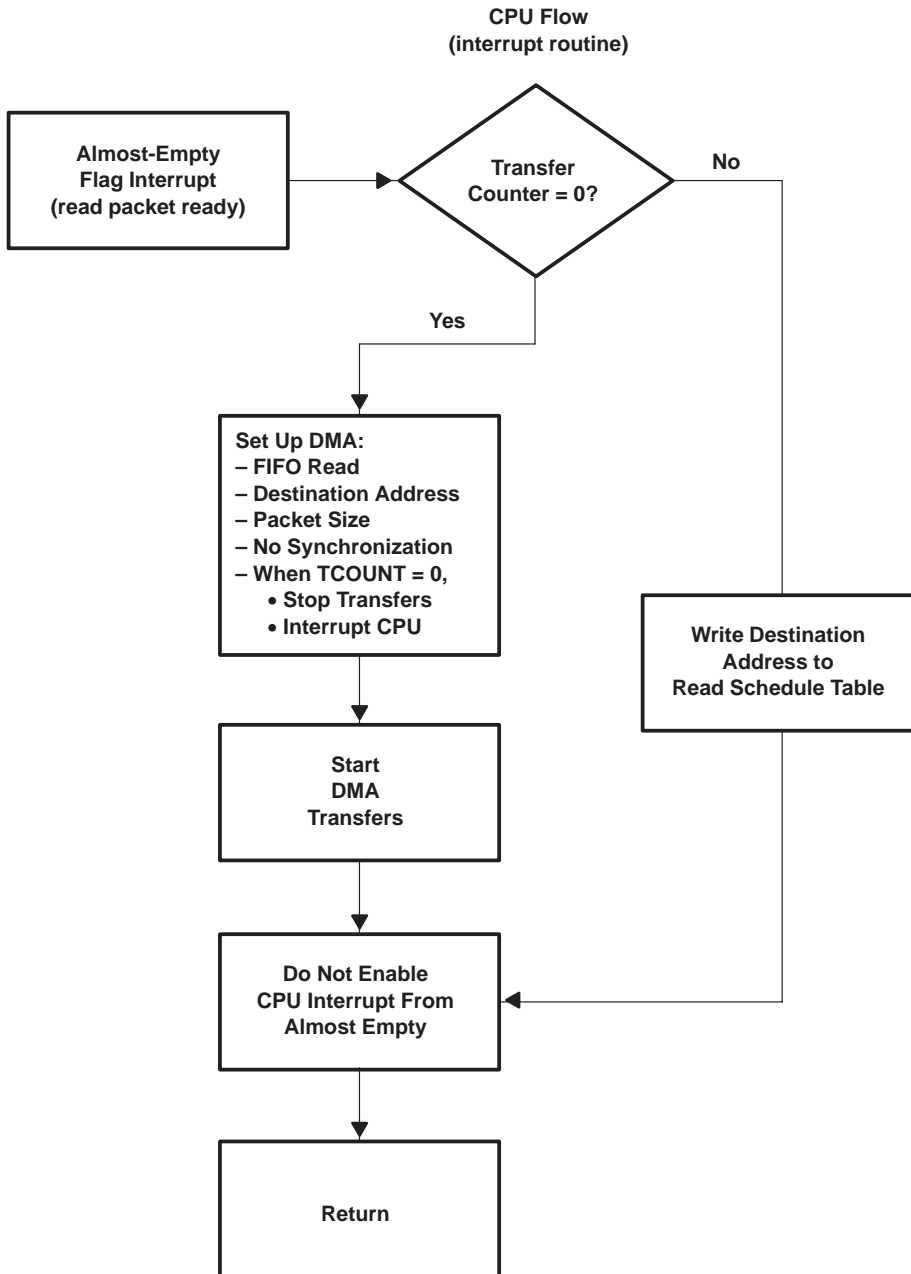 CPU Flow
(interrupt routine)
Almost-Empty
Flag Interrupt
(read packet ready)
Transfer
Counter = 0?
No
Yes
Set Up DMA:
– FIFO Read
– Destination Address
– Packet Size
– No Synchronization
– When TCOUNT = 0,
• Stop Transfers
• Interrupt CPU
Write Destination
Address to
Read Schedule Table
Start
DMA
Transfers
Do Not Enable
CPU Interrupt From
Almost Empty
Return